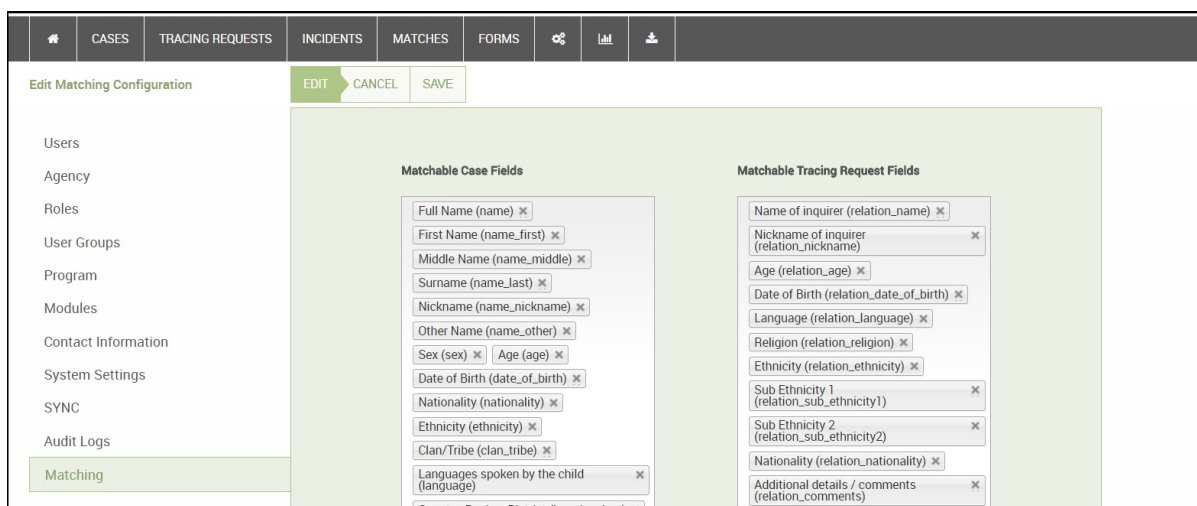 CASES TRACING REQUESTS INCIDENTS MATCHES FORMS
Edit Matching Configuration
EDIT CANCEL SAVE
Users
Agency
Roles
User Groups
Program
Modules
Contact Information
System Settings
SYNC
Audit Logs
Matching
Matchable Case Fields
Full Name (name)
First Name (name_first)
Middle Name (name_middle)
Surname (name_last)
Nickname (name_nickname)
Other Name (name_other)
Sex (sex) Age (age)
Date of Birth (date_of_birth)
Nationality (nationality)
Ethnicity (ethnicity)
Clan/Tribe (clan_tribe)
Languages spoken by the child
(language)
Matchable Tracing Request Fields
Name of inquirer (relation_name)
Nickname of inquirer
(relation_nickname)
Age (relation_age)
Date of Birth (relation_date_of_birth)
Language (relation_language)
Religion (relation_religion)
Ethnicity (relation_ethnicity)
Sub Ethnicity 1
(relation_sub_ethnicity1)
Sub Ethnicity 2
(relation_sub_ethnicity2)
Nationality (relation_nationality)
Additional details / comments
(relation_comments)